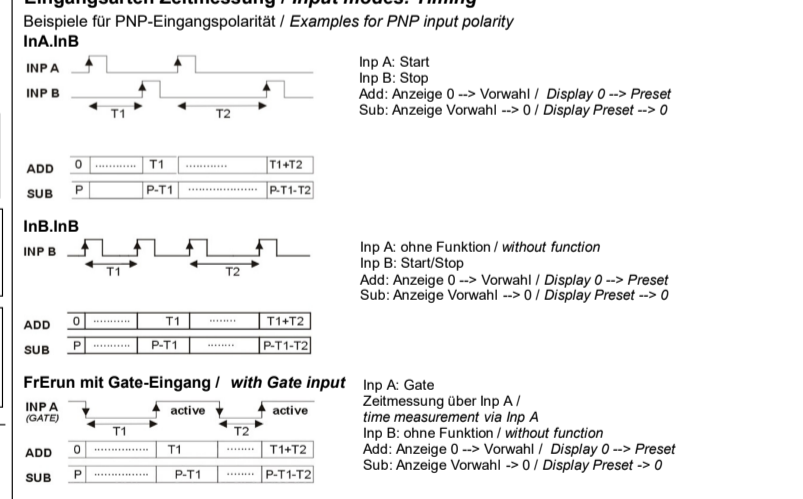 Eingangsarten Zeitmessung / Input modes: Timing
Beispiele für PNP-Eingangspolarität / Examples for PNP input polarity
InA.InB
INP A
INP B
T1
T2
Inp A: Start
Inp B: Stop
Add: Anzeige 0 --> Vorwahl / Display 0 --> Preset
Sub: Anzeige Vorwahl --> 0 / Display Preset --> 0
ADD 0 ............ T1 ............ T1+T2
SUB P P-T1 .................... P-T1-T2
InB.InB
INP B
T1
T2
Inp A: ohne Funktion / without function
Inp B: Start/Stop
Add: Anzeige 0 --> Vorwahl / Display 0 --> Preset
Sub: Anzeige Vorwahl --> 0 / Display Preset --> 0
ADD 0 ........... T1 ........ T1+T2
SUB P ........... P-T1 ........ P-T1-T2
FrErun mit Gate-Eingang / with Gate input
INP A
(GATE)
active
active
T1
T2
Inp A: Gate
Zeitmessung über Inp A /
time measurement via Inp A
Inp B: ohne Funktion / without function
Add: Anzeige 0 --> Vorwahl / Display 0 --> Preset
Sub: Anzeige Vorwahl -> 0 / Display Preset -> 0
ADD 0 ................ T1 ........ T1+T2
SUB P ................ P-T1 ........ P-T1-T2